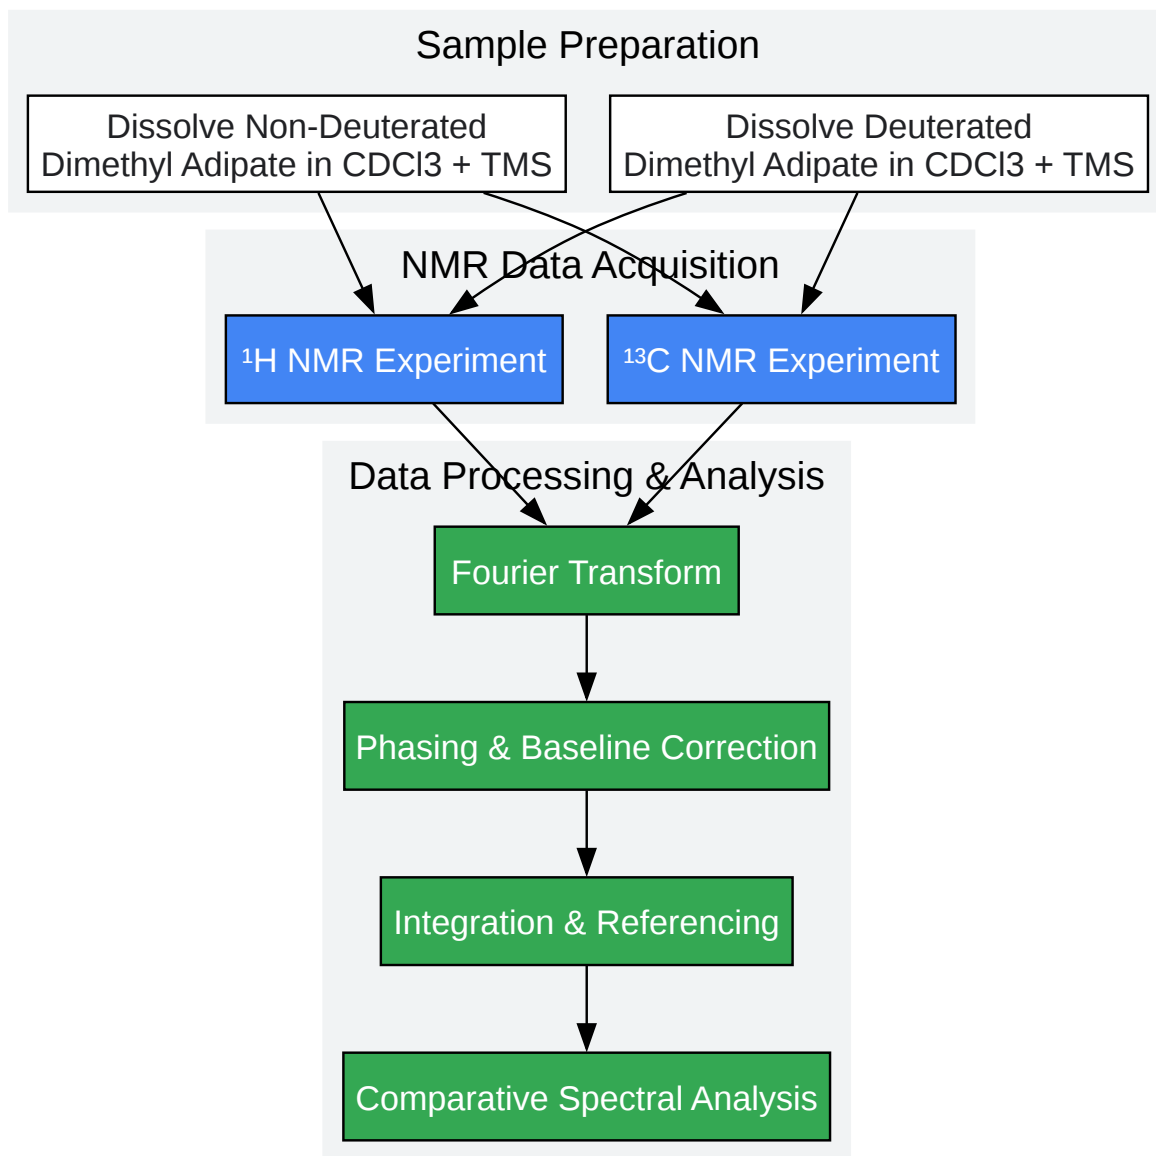 Sample Preparation
Dissolve Non-Deuterated
Dimethyl Adipate in CDCl3 + TMS
Dissolve Deuterated
Dimethyl Adipate in CDCl3 + TMS
NMR Data Acquisition
¹H NMR Experiment
¹³C NMR Experiment
Data Processing & Analysis
Fourier Transform
Phasing & Baseline Correction
Integration & Referencing
Comparative Spectral Analysis